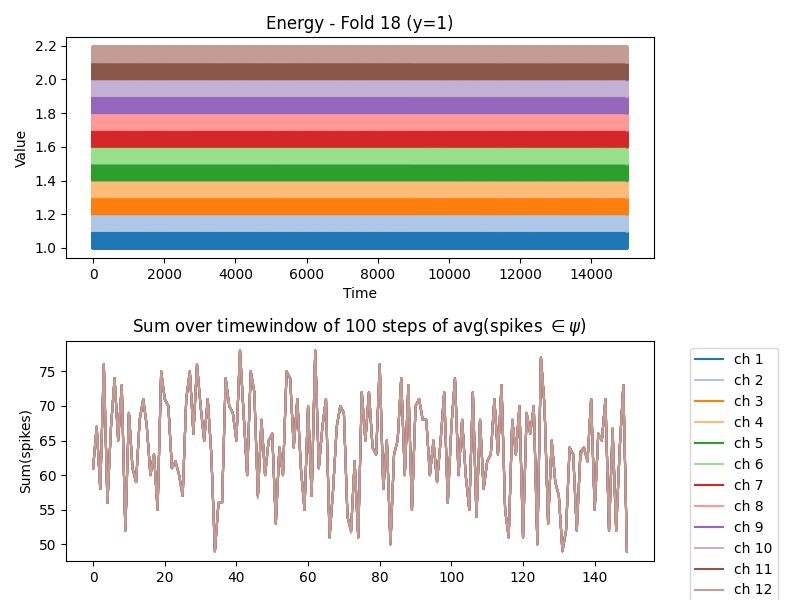 Energy - Fold 18 (y=1)
2.2
2.0
1.8
1.6
1.4
1.2
1.0
Value
0 2000 4000 6000 8000 10000 12000 14000
Time
Sum over timewindow of 100 steps of avg(spikes ∈ ψ)
75
70
65
60
55
50
Sum(spikes)
0 20 40 60 80 100 120 140
ch 1
ch 2
ch 3
ch 4
ch 5
ch 6
ch 7
ch 8
ch 9
ch 10
ch 11
ch 12